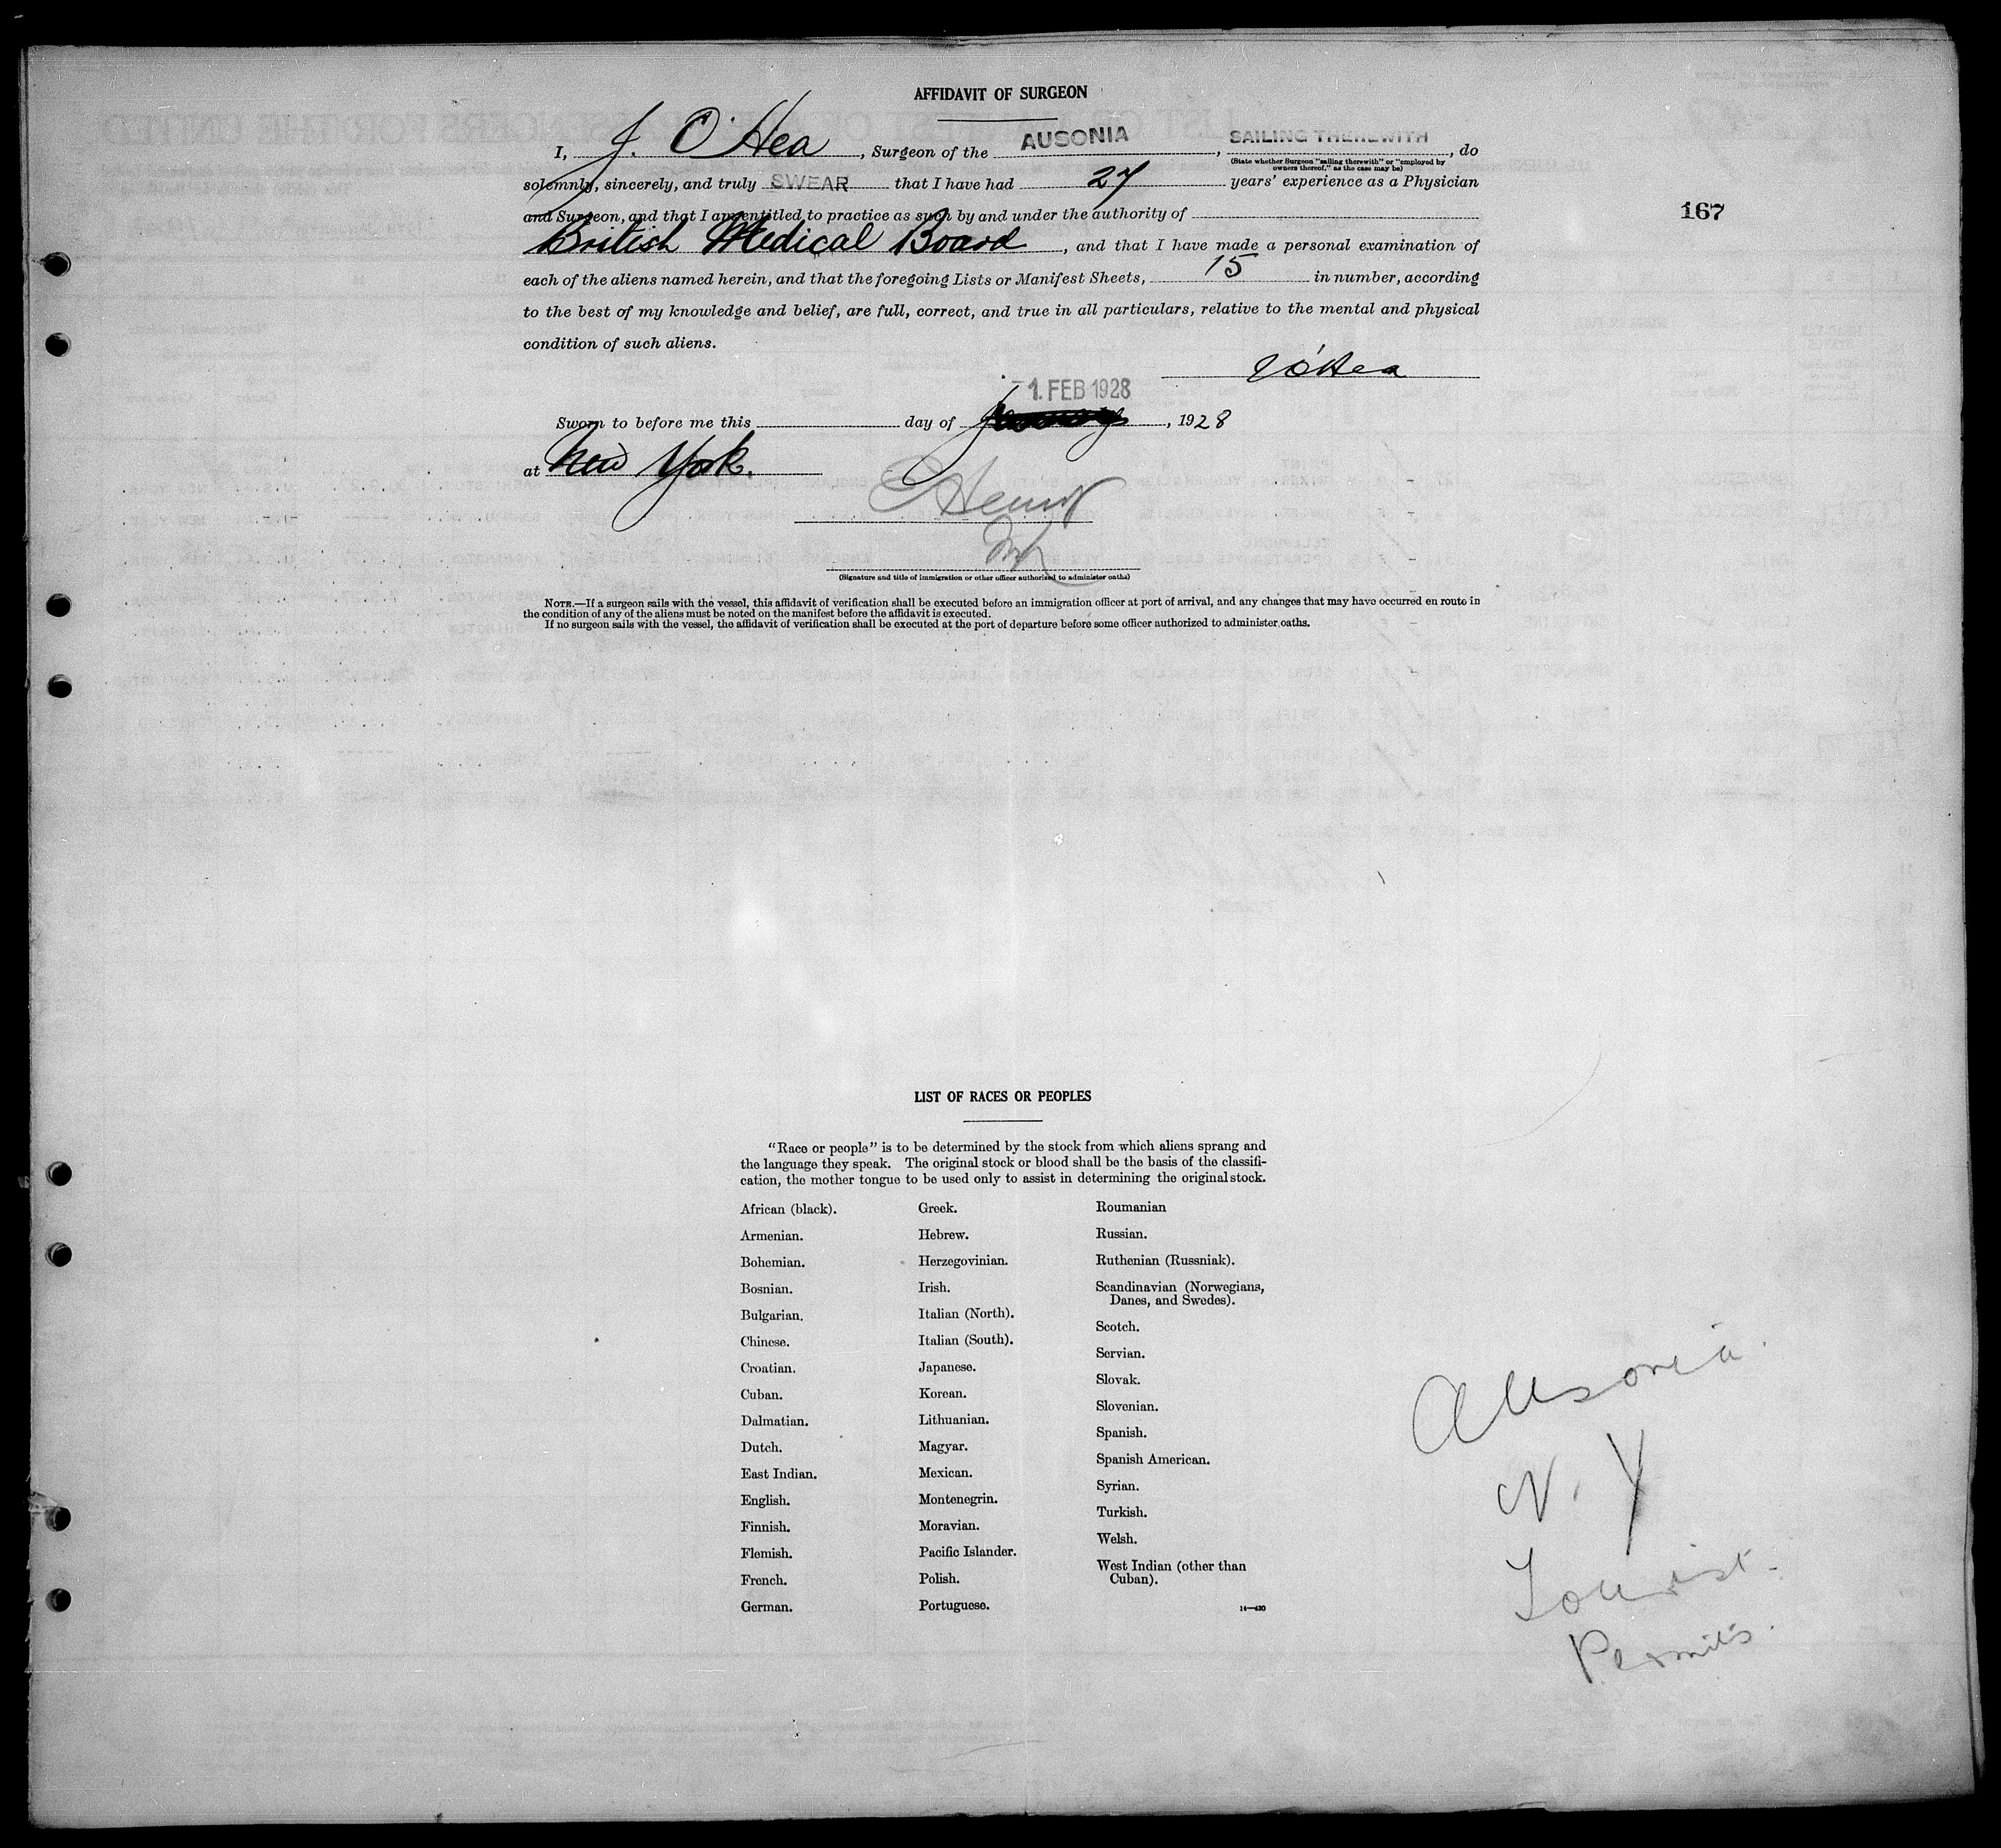 AFFIDAVIT OF SURGEON
I, J. O'Hea, Surgeon of the AUSONIA, SAILING THEREWITH, do
(State whether Surgeon "sailing therewith" or "employed by
owners thereof," as the case may be)
solemnly, sincerely, and truly SWEAR that I have had 27 years' experience as a Physician
and Surgeon, and that I am entitled to practice as such by and under the authority of
British Medical Board, and that I have made a personal examination of
each of the aliens named herein, and that the foregoing Lists or Manifest Sheets, 15 in number, according
to the best of my knowledge and belief, are full, correct, and true in all particulars, relative to the mental and physical
condition of such aliens.
J O'Hea
-1. FEB 1928
Sworn to before me this day of January, 1928
at New York.
(Signature and title of immigration or other officer authorized to administer oaths)
NOTE.—If a surgeon sails with the vessel, this affidavit of verification shall be executed before an immigration officer at port of arrival, and any changes that may have occurred en route in
the condition of any of the aliens must be noted on the manifest before the affidavit is executed.
If no surgeon sails with the vessel, the affidavit of verification shall be executed at the port of departure before some officer authorized to administer oaths.
167
LIST OF RACES OR PEOPLES
"Race or people" is to be determined by the stock from which aliens sprang and
the language they speak. The original stock or blood shall be the basis of the classifi-
cation, the mother tongue to be used only to assist in determining the original stock.
African (black).
Armenian.
Bohemian.
Bosnian.
Bulgarian.
Chinese.
Croatian.
Cuban.
Dalmatian.
Dutch.
East Indian.
English.
Finnish.
Flemish.
French.
German.
Greek.
Hebrew.
Herzegovinian.
Irish.
Italian (North).
Italian (South).
Japanese.
Korean.
Lithuanian.
Magyar.
Mexican.
Montenegrin.
Moravian.
Pacific Islander.
Polish.
Portuguese.
Roumanian
Russian.
Ruthenian (Russniak).
Scandinavian (Norwegians,
Danes, and Swedes).
Scotch.
Servian.
Slovak.
Slovenian.
Spanish.
Spanish American.
Syrian.
Turkish.
Welsh.
West Indian (other than
Cuban).
14—430
Ausonia
N. Y
Tourist
Permits.